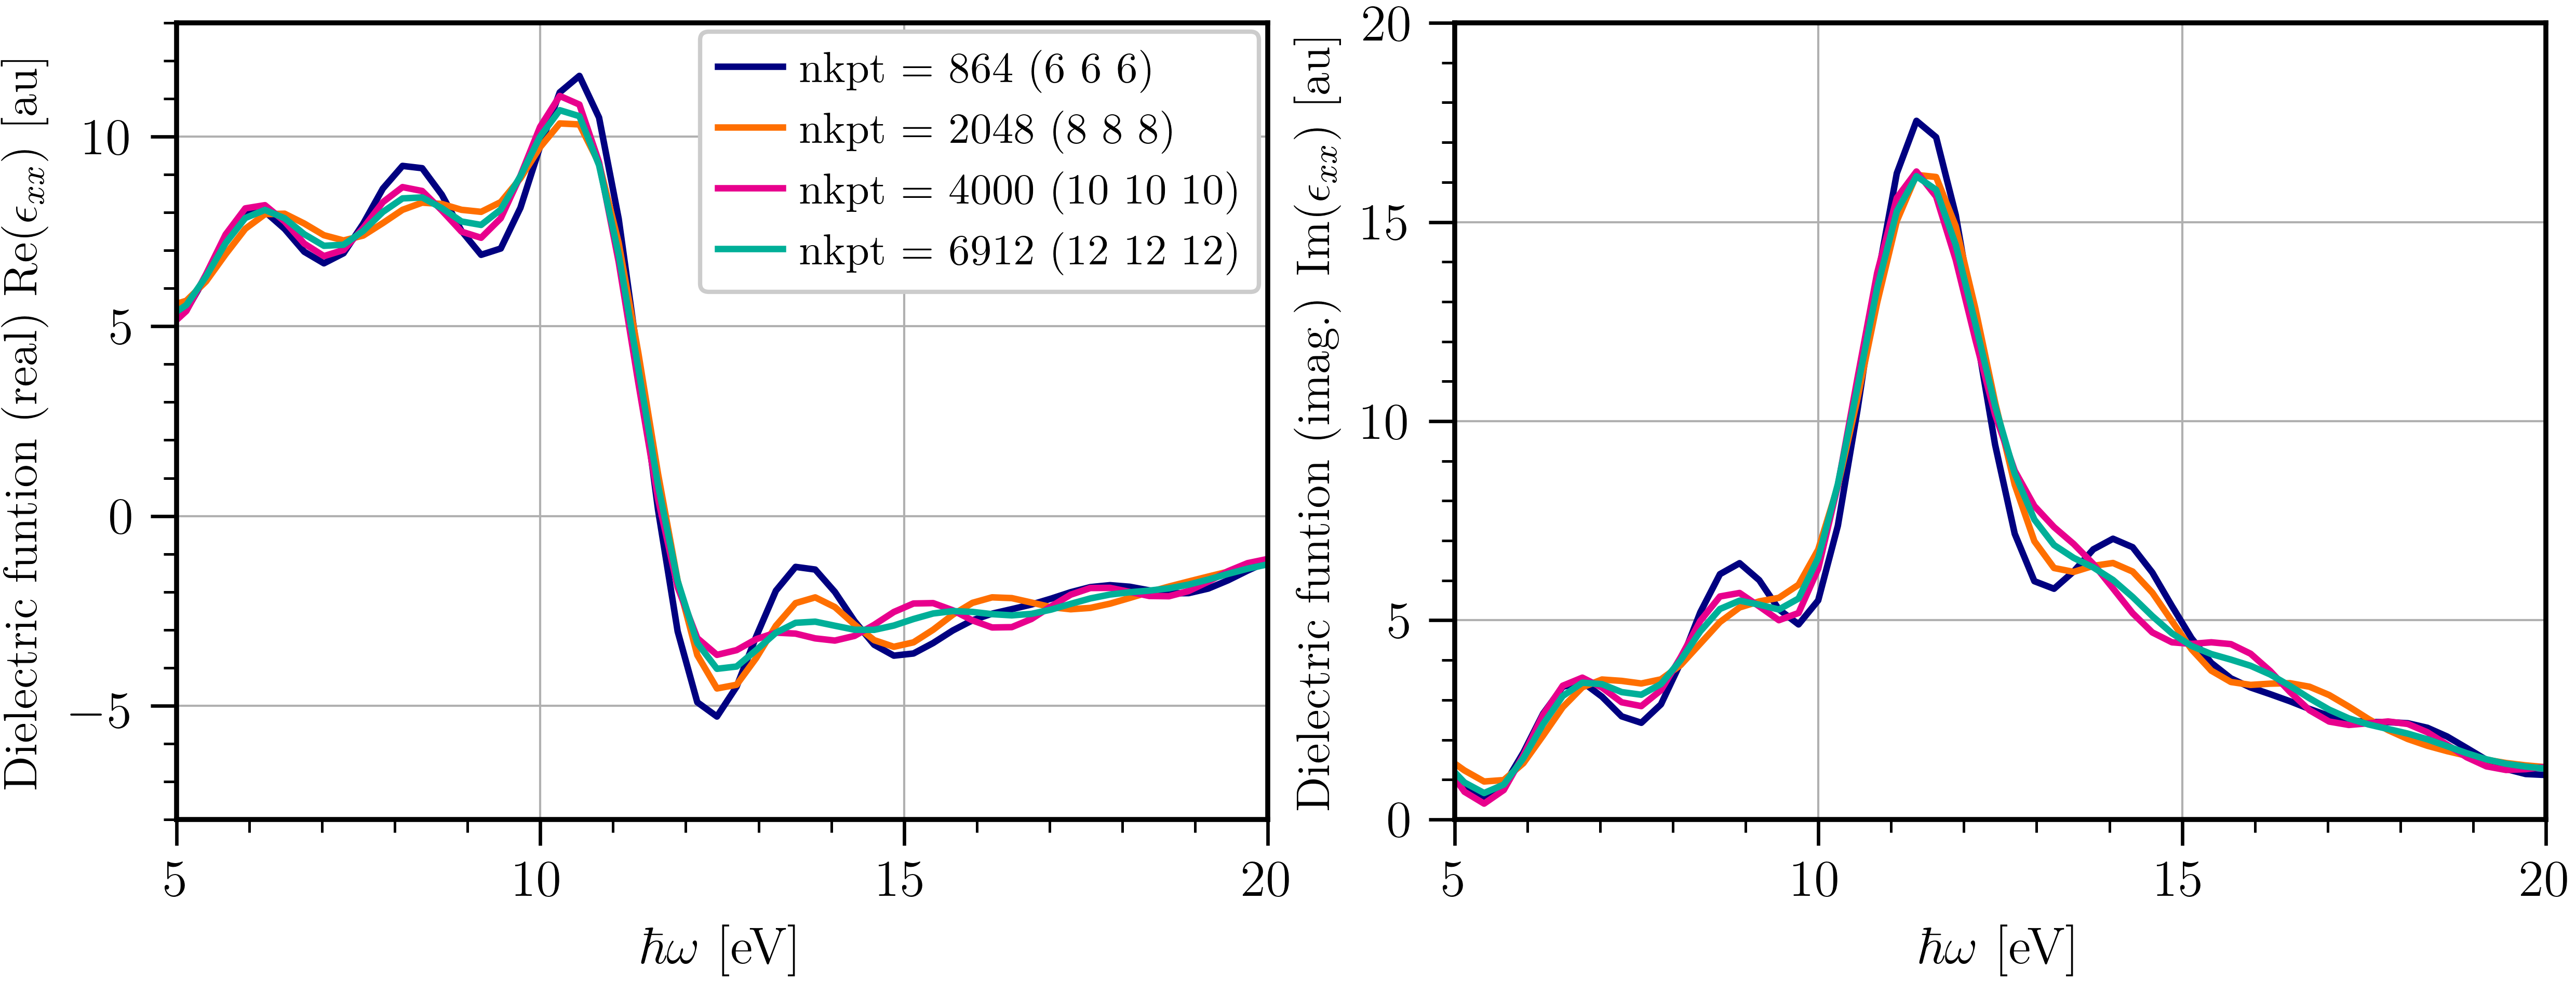 Dielectric funtion (real) Re(ϵxx) [au]
10
5
0
−5
5
10
15
20
ħω [eV]
nkpt = 864 (6 6 6)
nkpt = 2048 (8 8 8)
nkpt = 4000 (10 10 10)
nkpt = 6912 (12 12 12)
Dielectric funtion (imag.) Im(ϵxx) [au]
20
15
10
5
0
5
10
15
20
ħω [eV]